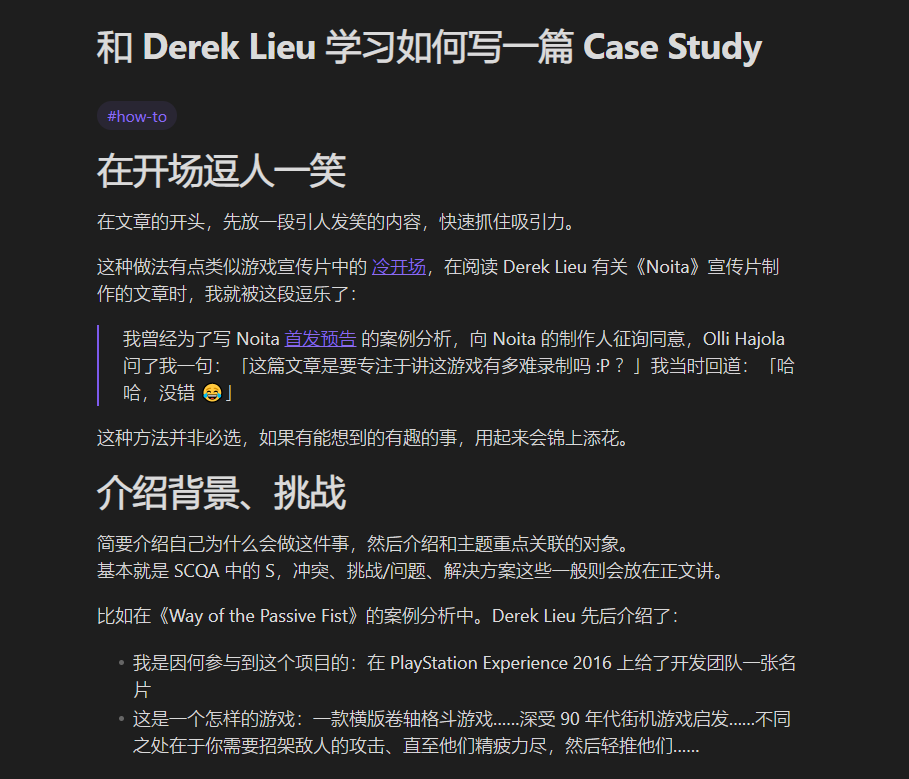 和 Derek Lieu 学习如何写一篇 Case Study
#how-to
在开场逗人一笑
在文章的开头，先放一段引人发笑的内容，快速抓住吸引力。
这种做法有点类似游戏宣传片中的 冷开场，在阅读 Derek Lieu 有关《Noita》宣传片制
作的文章时，我就被这段逗乐了：
我曾经为了写 Noita 首发预告 的案例分析，向 Noita 的制作人征询同意，Olli Hajola
问了我一句：「这篇文章是要专注于讲这游戏有多难录制吗 :P ？」我当时回道：「哈
哈，没错 😂」
这种方法并非必选，如果有能想到的有趣的事，用起来会锦上添花。
介绍背景、挑战
简要介绍自己为什么会做这件事，然后介绍和主题重点关联的对象。
基本就是 SCQA 中的 S，冲突、挑战/问题、解决方案这些一般则会放在正文讲。
比如在《Way of the Passive Fist》的案例分析中。Derek Lieu 先后介绍了：
• 我是因何参与到这个项目的：在 PlayStation Experience 2016 上给了开发团队一张名
片
• 这是一个怎样的游戏：一款横版卷轴格斗游戏……深受 90 年代街机游戏启发……不同
之处在于你需要招架敌人的攻击、直至他们精疲力尽，然后轻推他们……